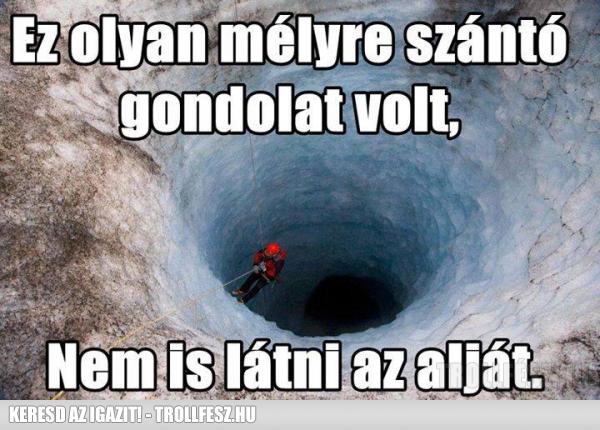 Ez olyan mélyre szántó
gondolat volt,
Nem is látni az alját.
KERESD AZ IGAZIT! - TROLLFESZ.HU